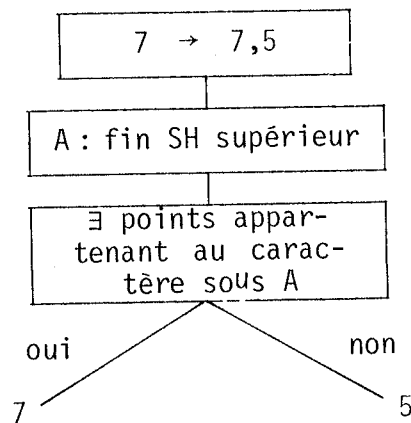 7 → 7,5
A : fin SH supérieur
∃ points appar-
tenant au carac-
tère sous A
oui
non
7
5